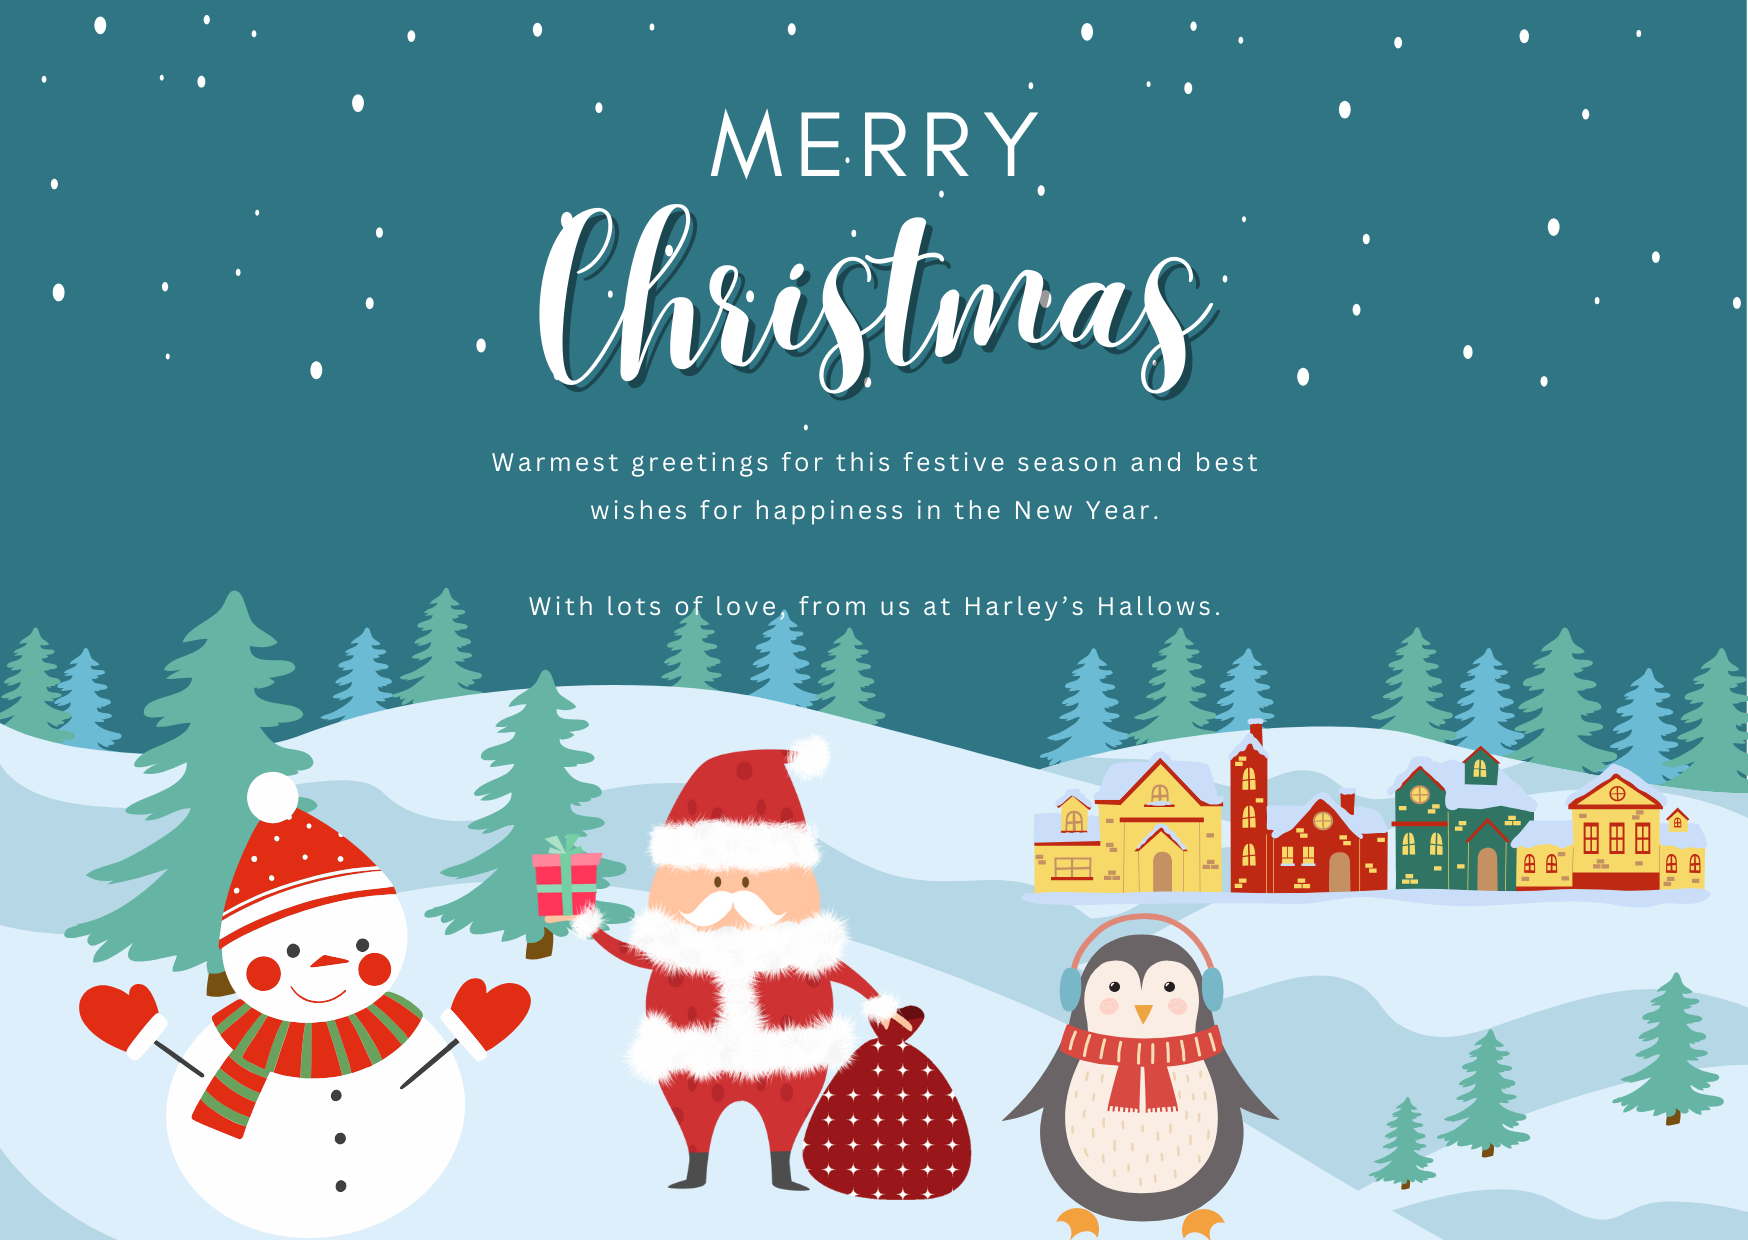 MERRY
Christmas
Warmest greetings for this festive season and best
wishes for happiness in the New Year.
With lots of love, from us at Harley’s Hallows.